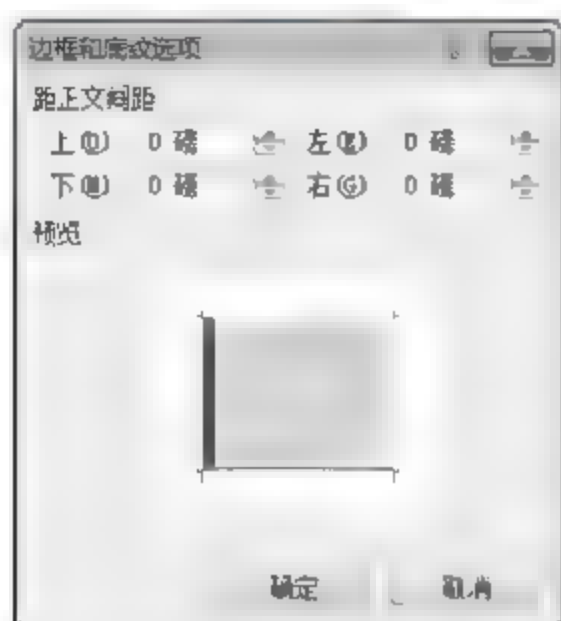 边框和底纹选项
距正文间距
上(T) 0 磅 左(F) 0 磅
下(M) 0 磅 右(G) 0 磅
预览
确定 取消